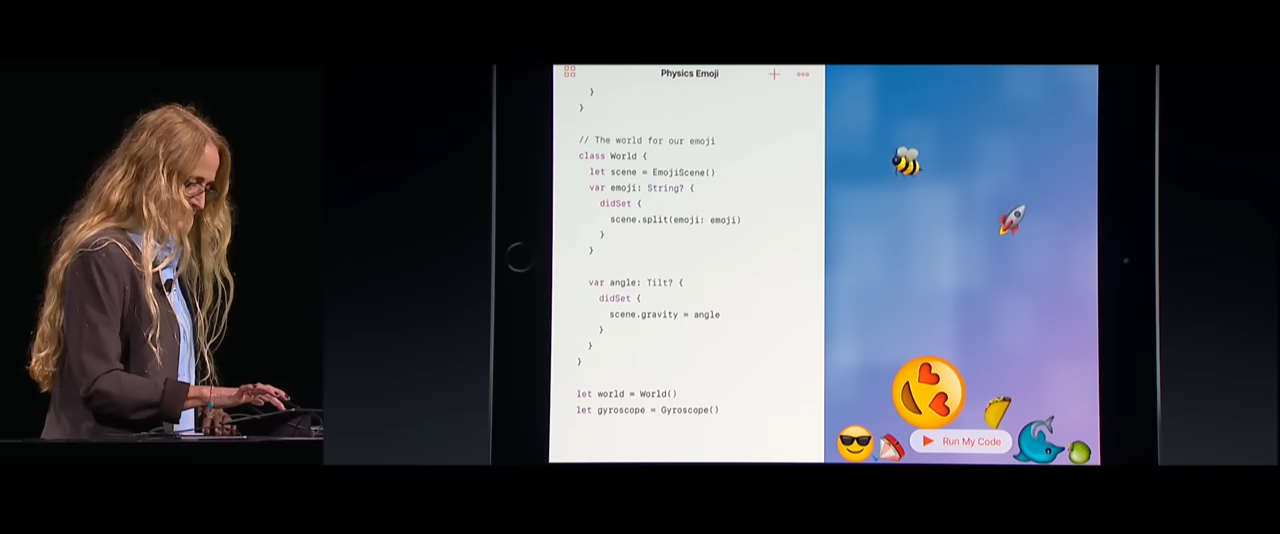 Physics Emoji
}
}
// The world for our emoji
class World {
let scene = EmojiScene()
var emoji: String? {
didSet {
scene.split(emoji: emoji)
}
}
var angle: Tilt? {
didSet {
scene.gravity = angle
}
}
}
let world = World()
let gyroscope = Gyroscope()
Run My Code